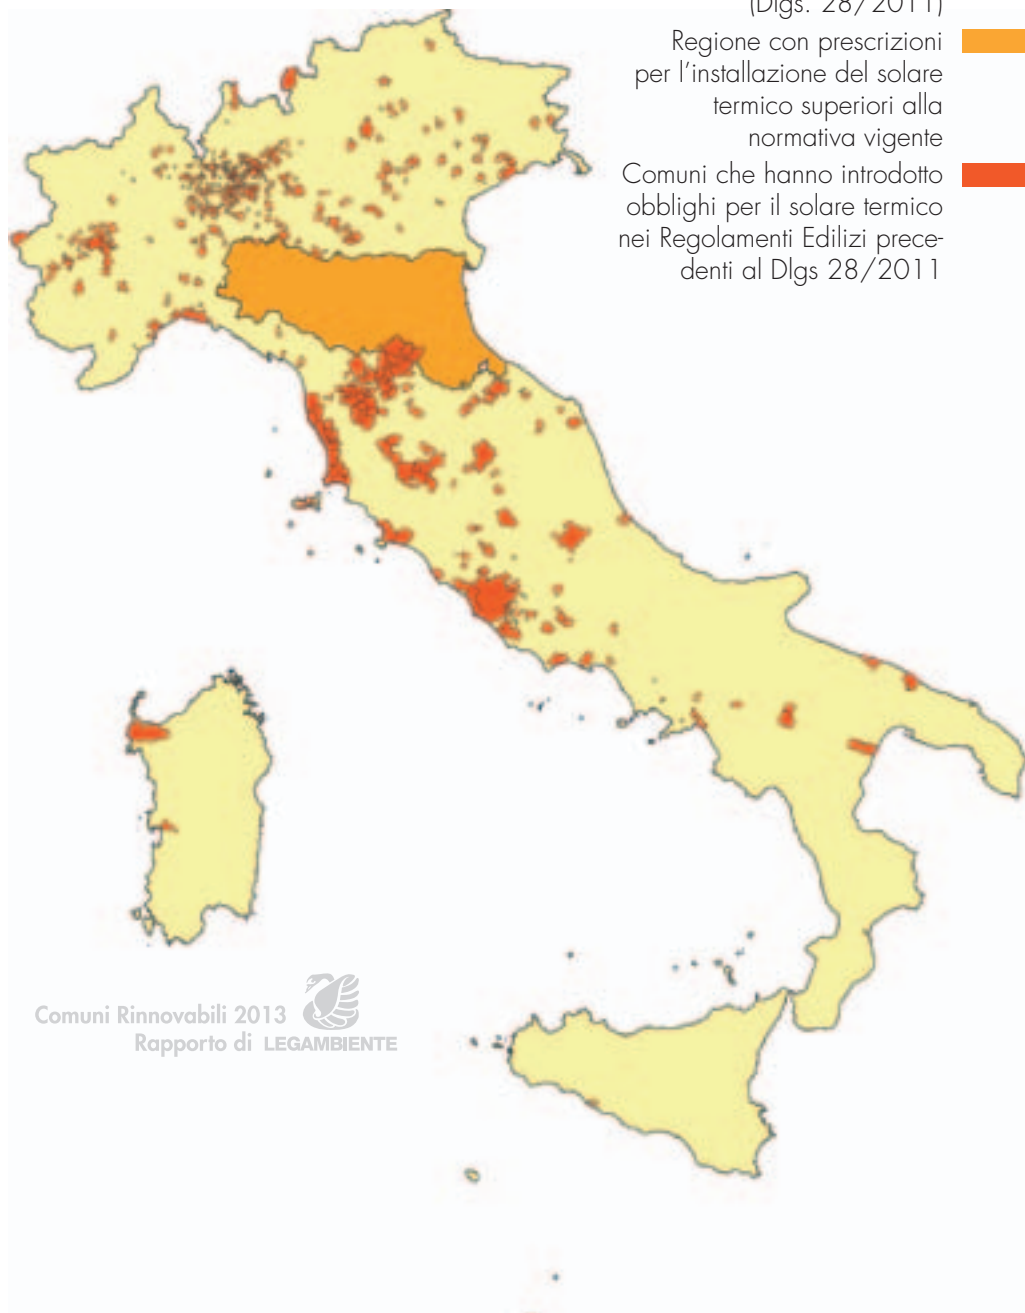 (Dlgs. 28/2011)
Regione con prescrizioni
per l'installazione del solare
termico superiori alla
normativa vigente
Comuni che hanno introdotto
obblighi per il solare termico
nei Regolamenti Edilizi prece-
denti al Dlgs 28/2011
Comuni Rinnovabili 2013
Rapporto di LEGAMBIENTE